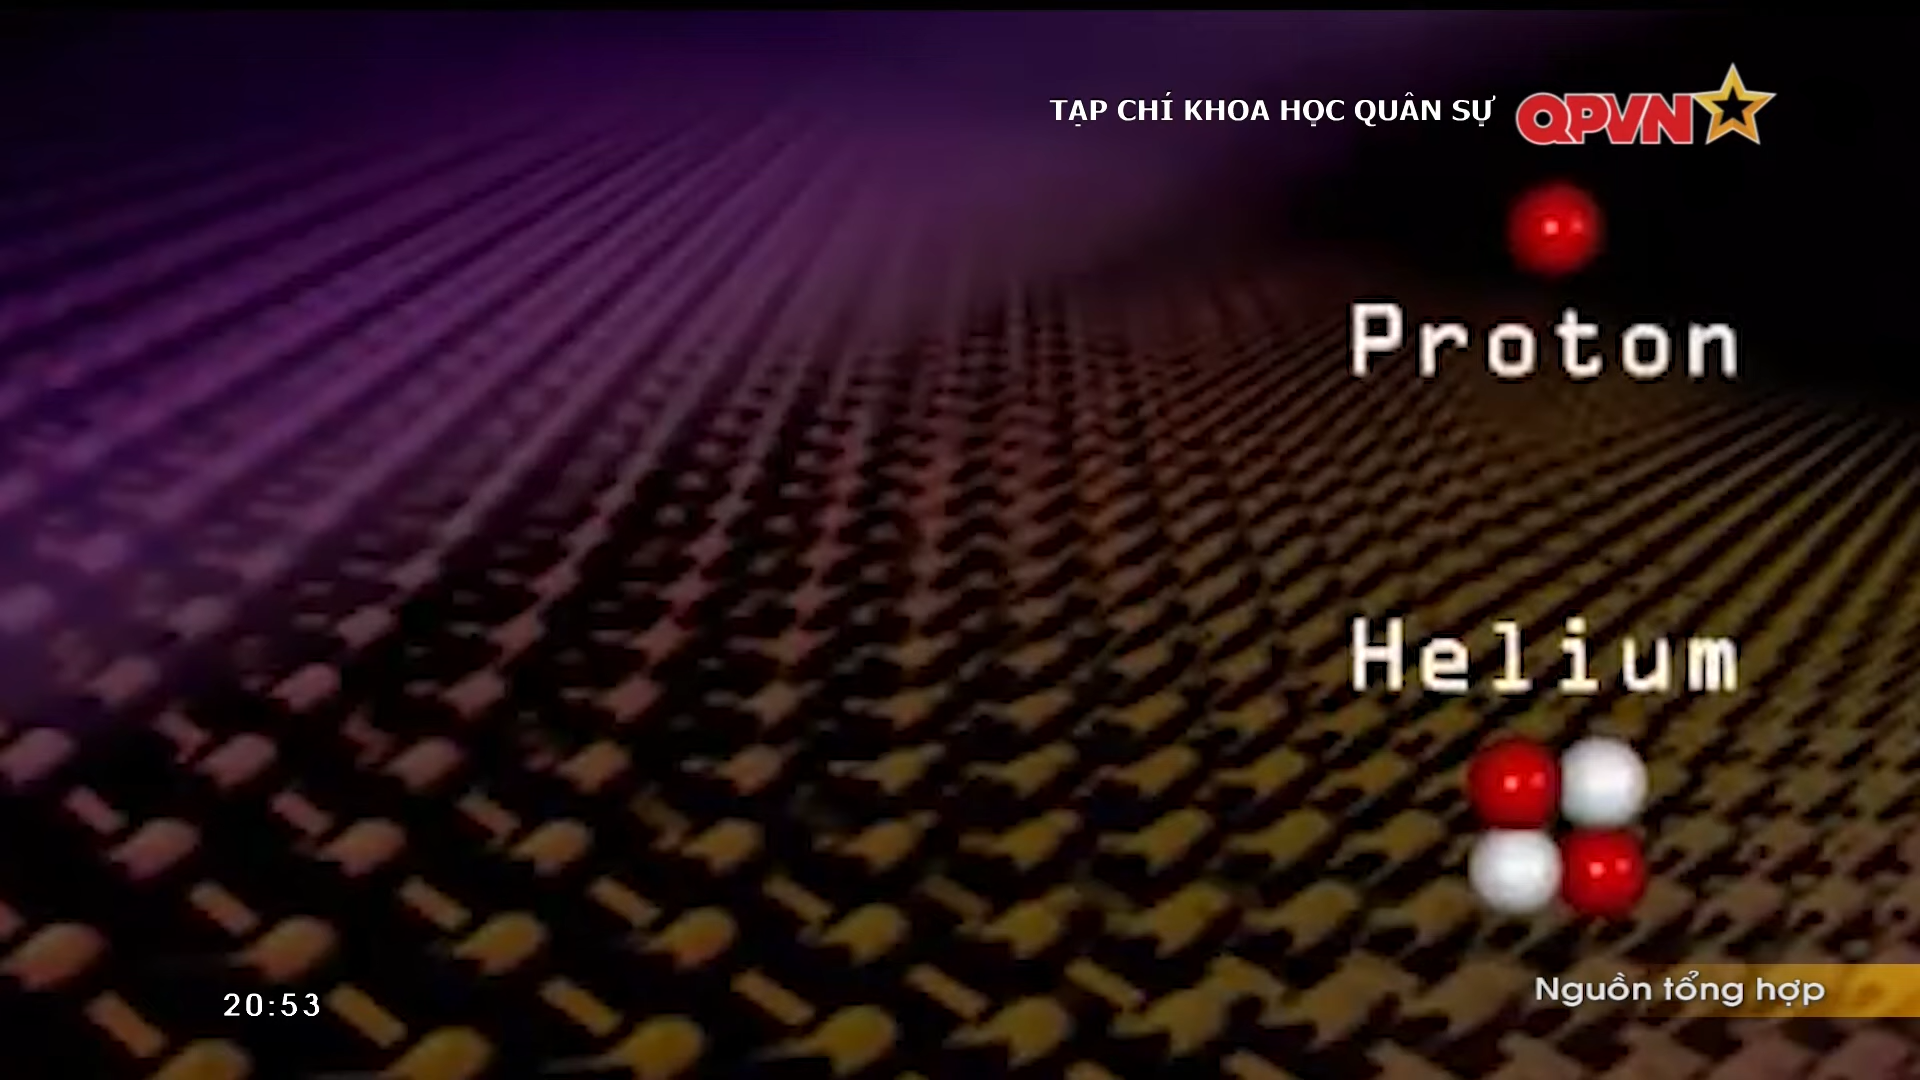 TẠP CHÍ KHOA HỌC QUÂN SỰ QPVN
Proton
Helium
Nguồn tổng hợp
20:53